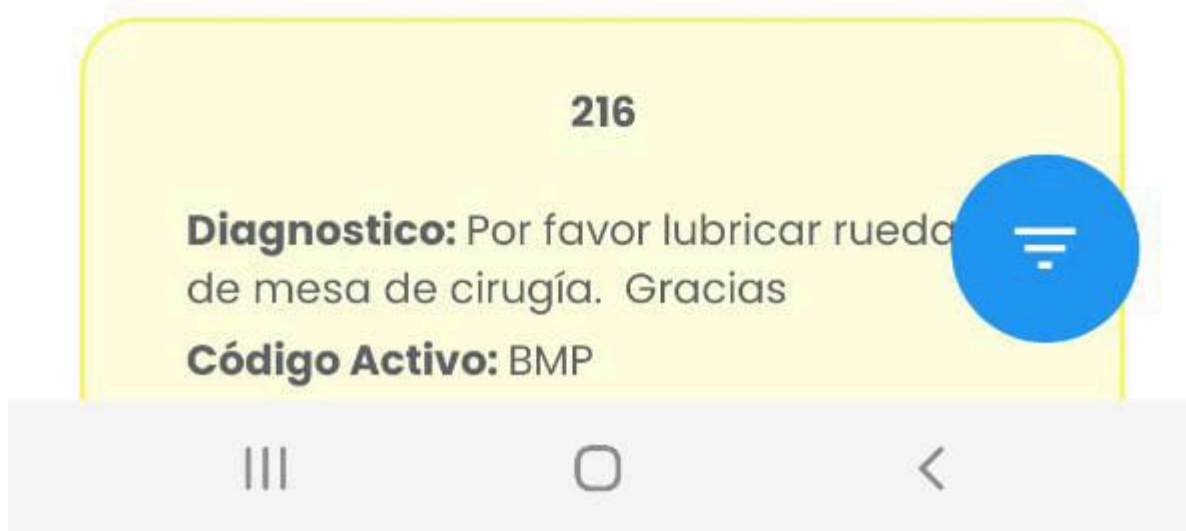 216
Diagnostico: Por favor lubricar rueda
de mesa de cirugía. Gracias
Código Activo: BMP